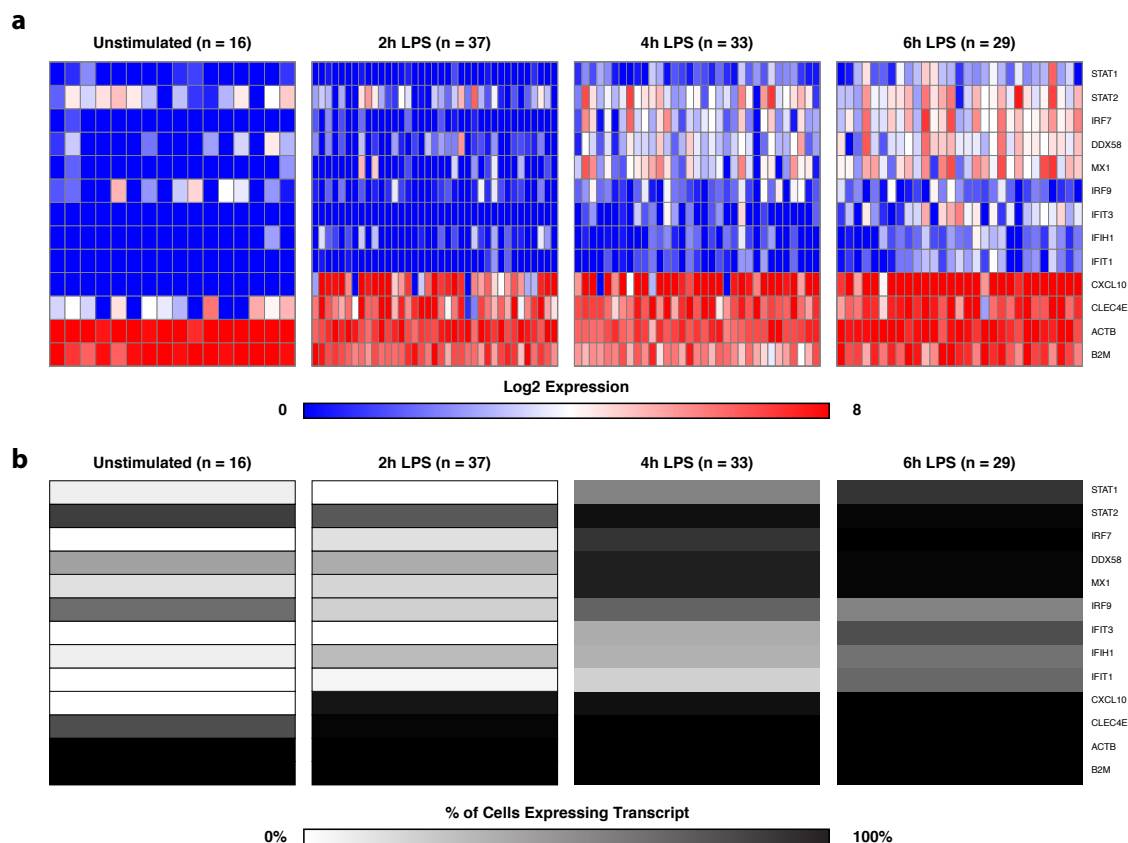 a
Unstimulated (n = 16)
2h LPS (n = 37)
4h LPS (n = 33)
6h LPS (n = 29)
STAT1
STAT2
IRF7
DDX58
MX1
IRF9
IFIT3
IFIH1
IFIT1
CXCL10
CLEC4E
ACTB
B2M
Log2 Expression
0
8
b
Unstimulated (n = 16)
2h LPS (n = 37)
4h LPS (n = 33)
6h LPS (n = 29)
STAT1
STAT2
IRF7
DDX58
MX1
IRF9
IFIT3
IFIH1
IFIT1
CXCL10
CLEC4E
ACTB
B2M
% of Cells Expressing Transcript
0%
100%